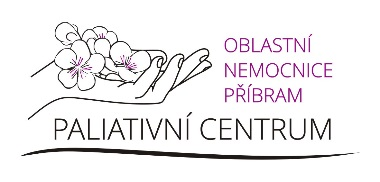 OBLASTNÍ
NEMOCNICE
PŘÍBRAM
PALIATIVNÍ CENTRUM